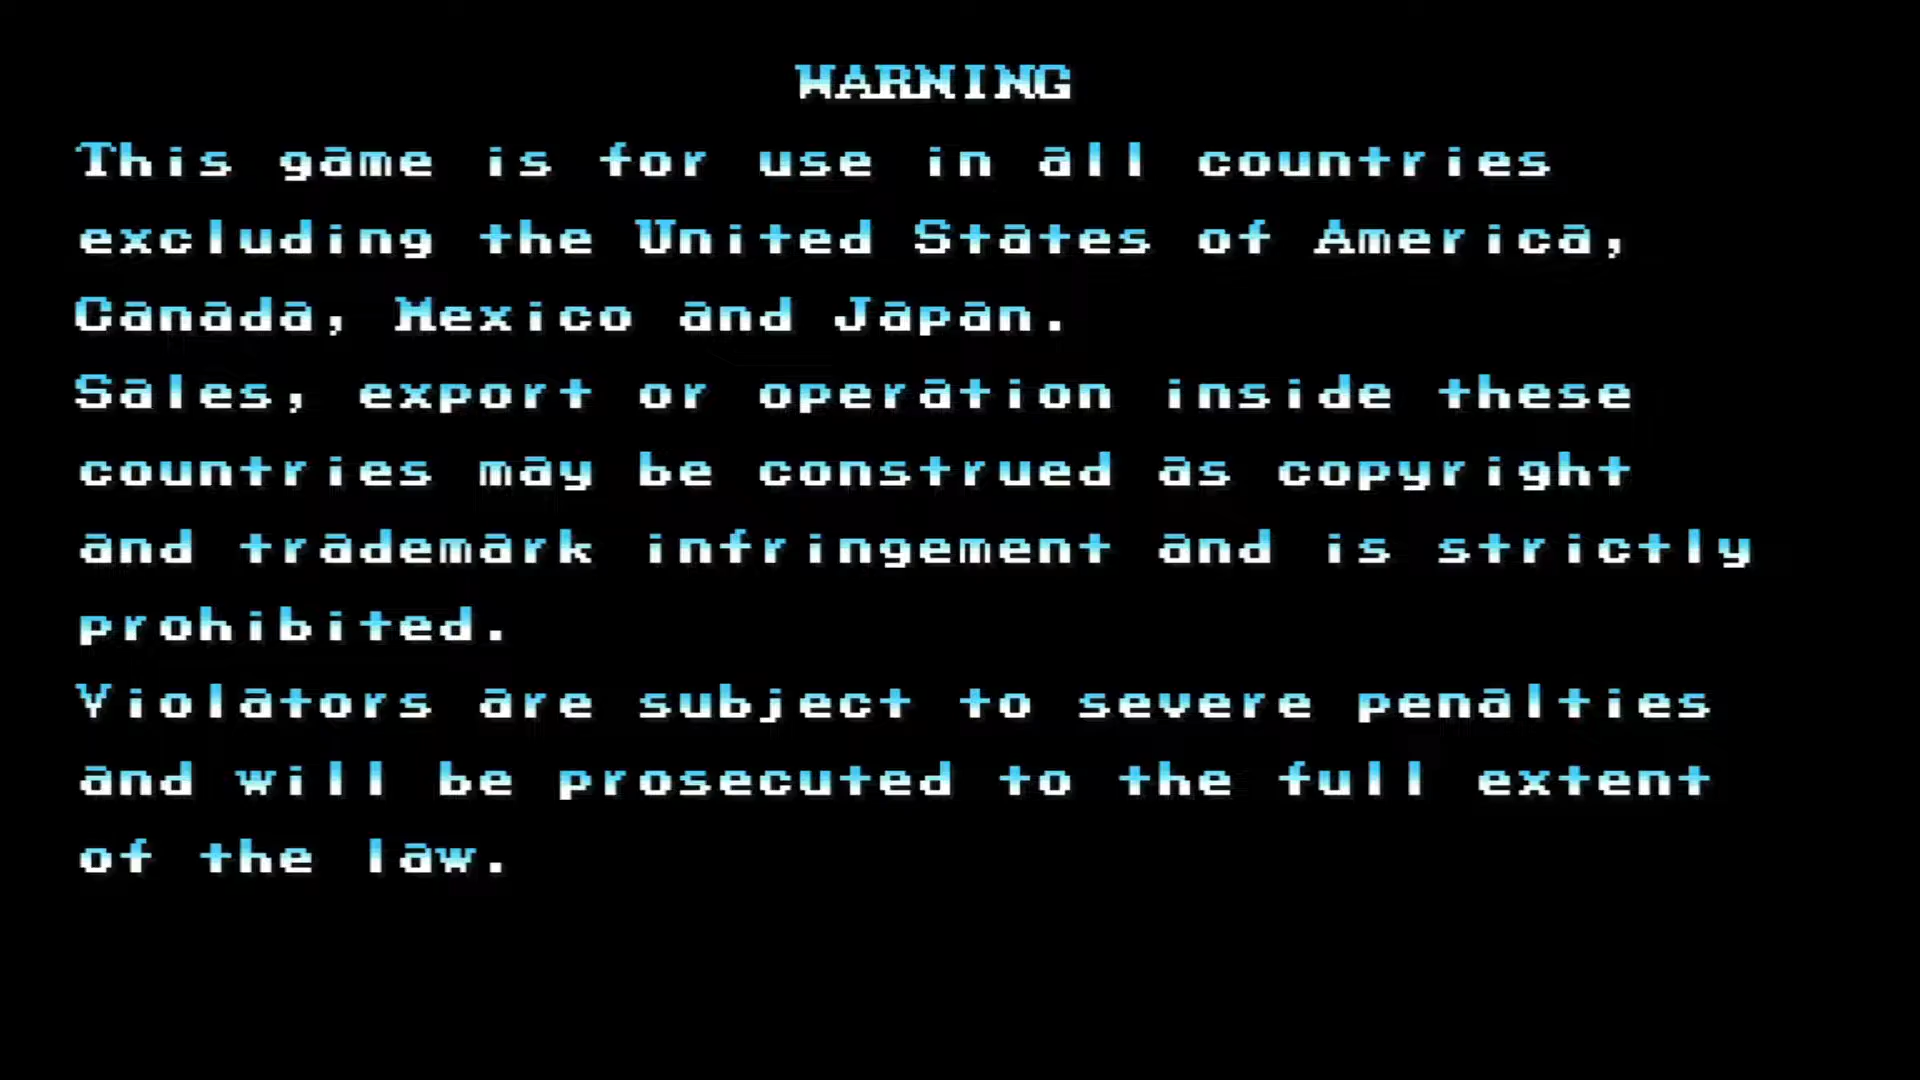 WARNING
This game is for use in all countries
excluding the United States of America,
Canada, Mexico and Japan.
Sales, export or operation inside these
countries may be construed as copyright
and trademark infringement and is strictly
prohibited.
Violators are subject to severe penalties
and will be prosecuted to the full extent
of the law.